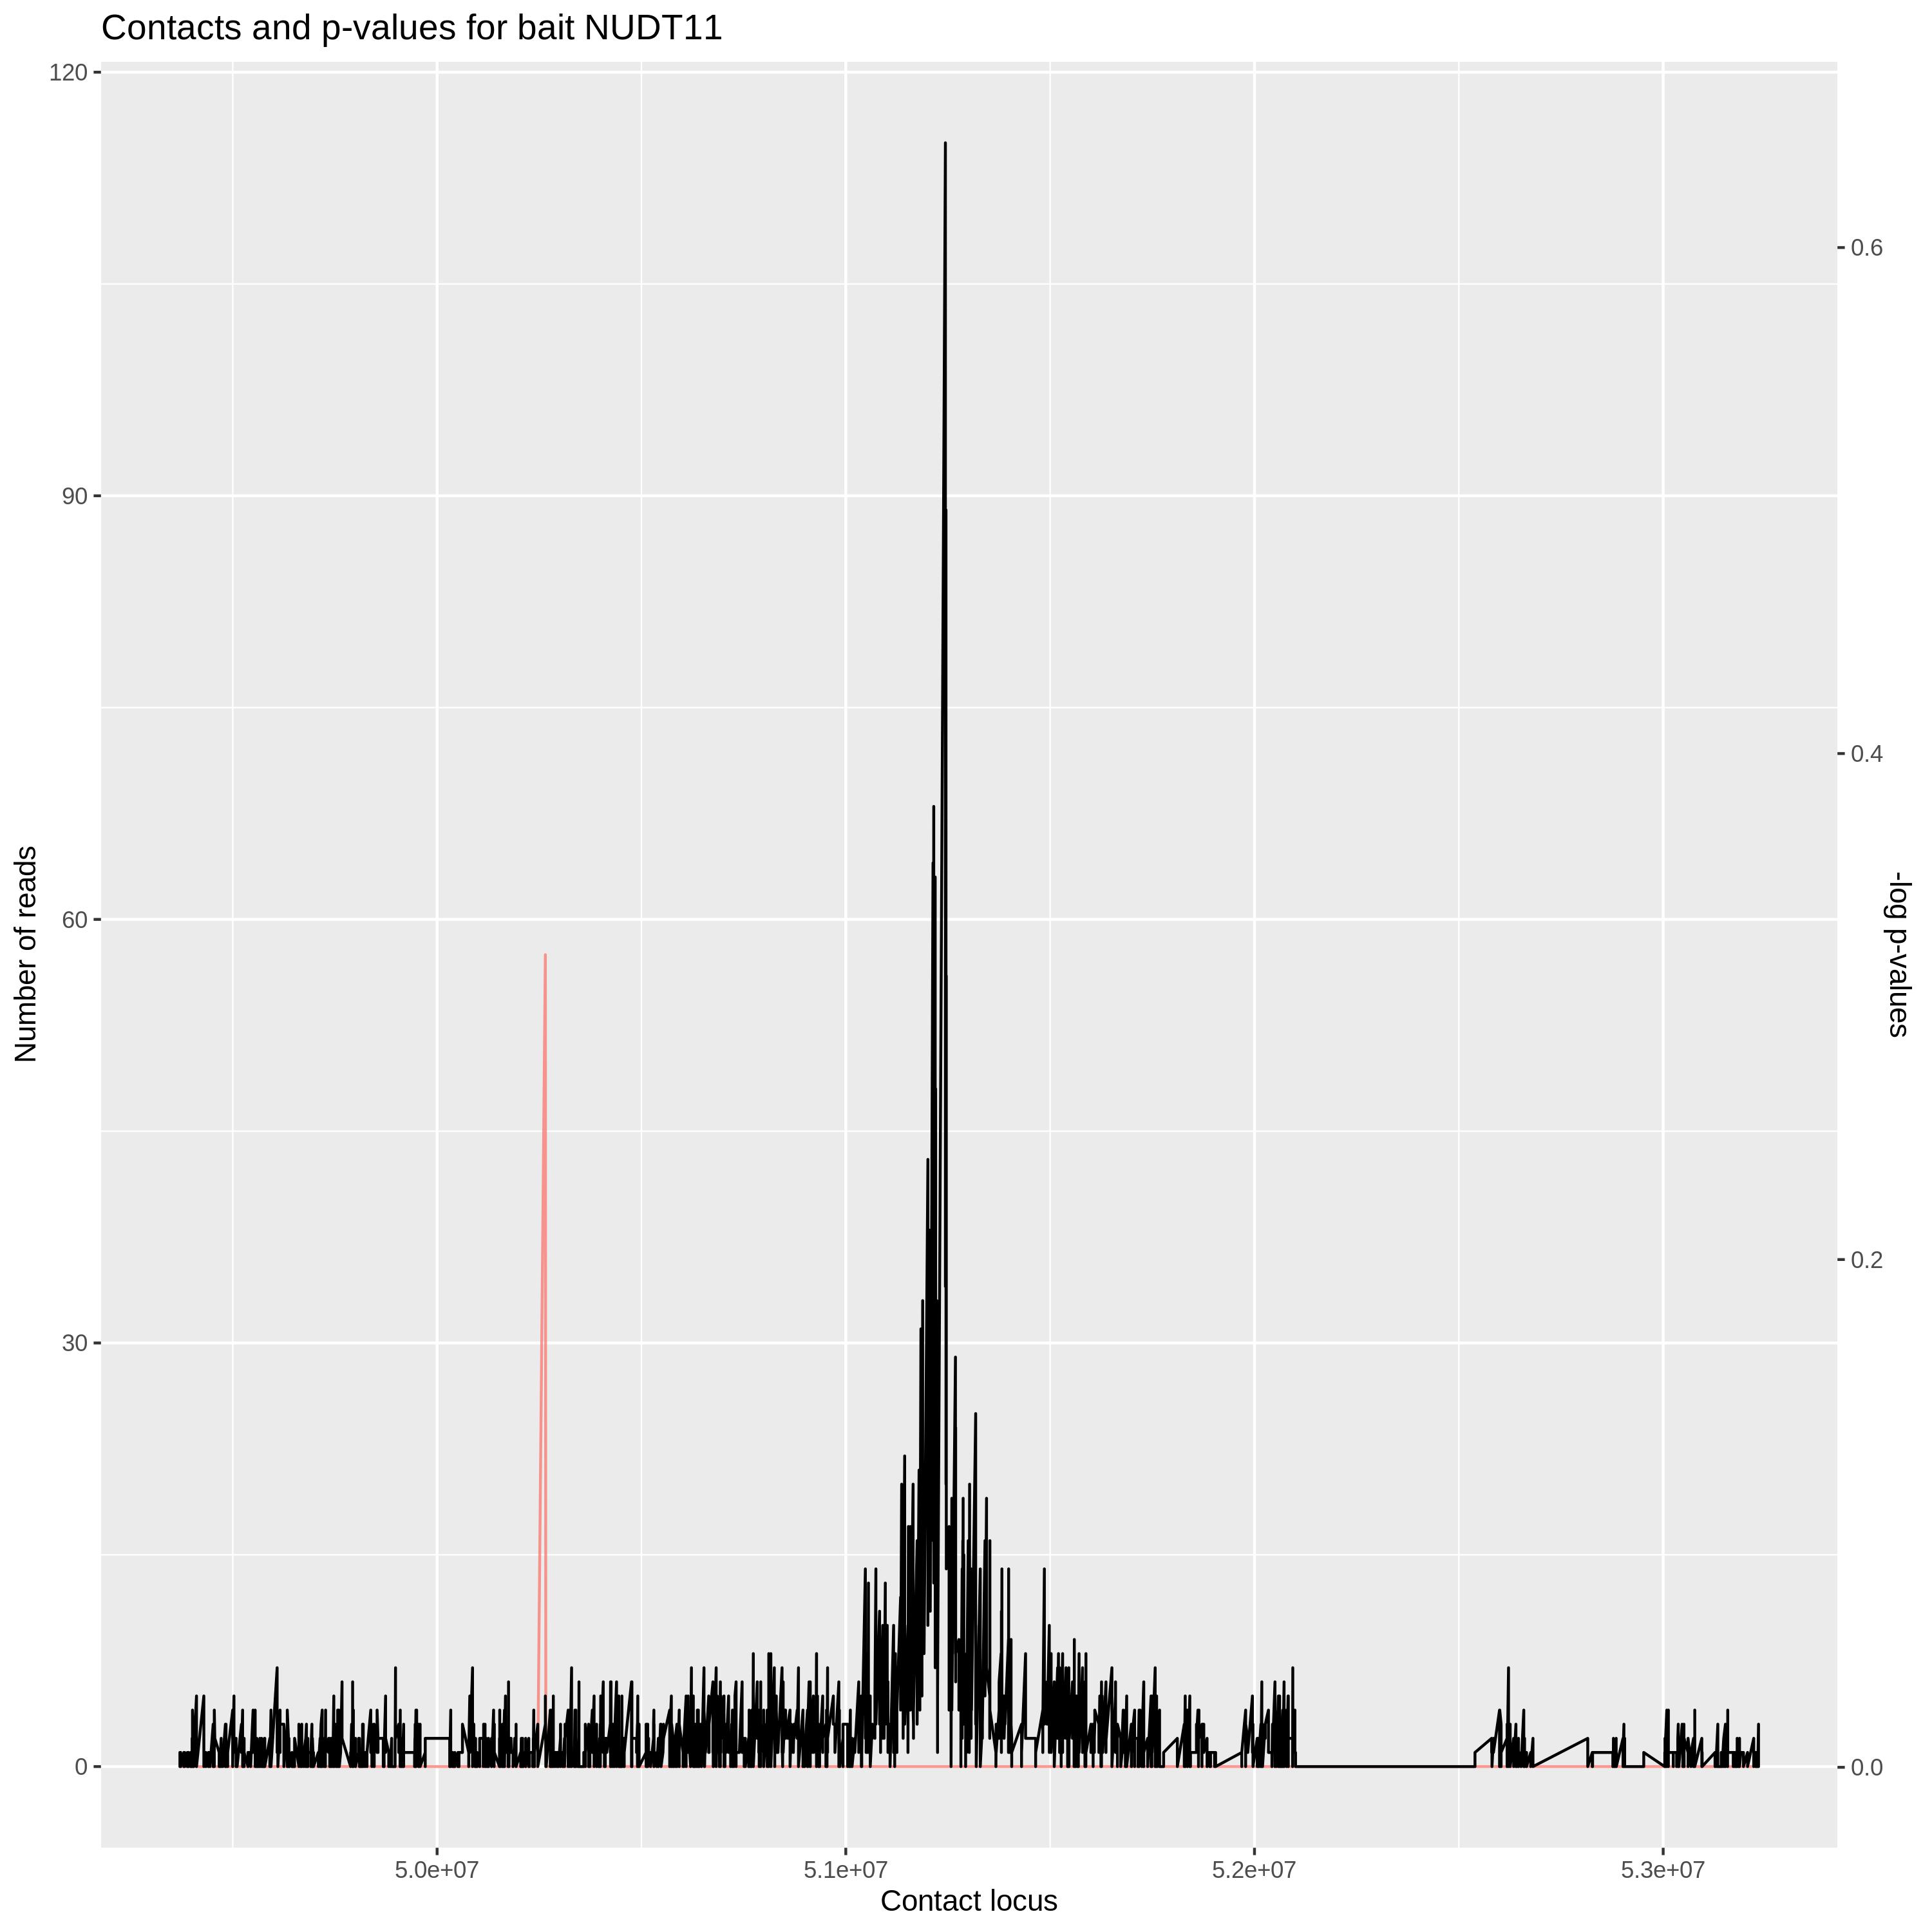 Contacts and p-values for bait NUDT11
120
90
60
30
0
Number of reads
0.6
0.4
0.2
0.0
-log p-values
5.0e+07
5.1e+07
5.2e+07
5.3e+07
Contact locus